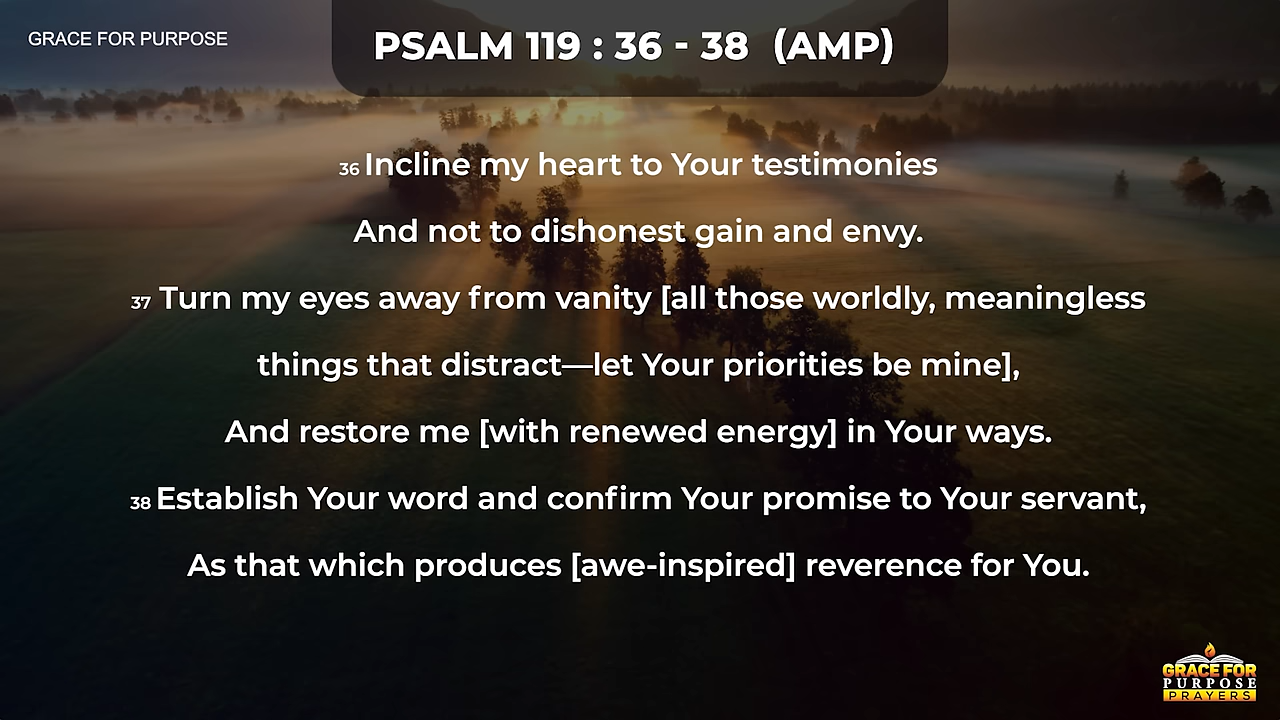 GRACE FOR PURPOSE
PSALM 119 : 36 - 38 (AMP)
36 Incline my heart to Your testimonies
And not to dishonest gain and envy.
37 Turn my eyes away from vanity [all those worldly, meaningless
things that distract—let Your priorities be mine],
And restore me [with renewed energy] in Your ways.
38 Establish Your word and confirm Your promise to Your servant,
As that which produces [awe-inspired] reverence for You.
GRACE FOR
PURPOSE
PRAYERS